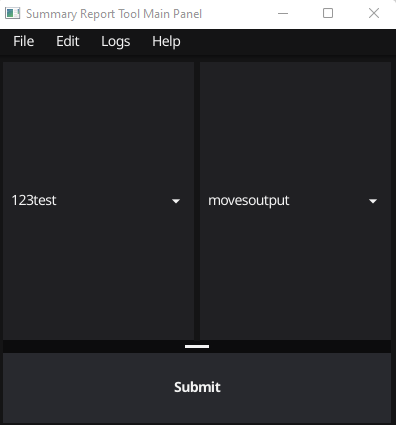 Summary Report Tool Main Panel
File Edit Logs Help
123test movesoutput
Submit